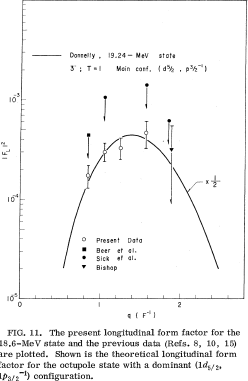 Donnelly, 19.24-MeV state
3⁻; T=1 Main conf. (d5/2, p3/2⁻¹)
10⁻³
|F_L|²
x 1/2
10⁻⁴
Present Data
Beer et al.
Sick et al.
Bishop
10⁻⁵
0 1 2 3
q ( F⁻¹ )
FIG. 11. The present longitudinal form factor for the
18.6-MeV state and the previous data (Refs. 8, 10, 15)
are plotted. Shown is the theoretical longitudinal form
factor for the octupole state with a dominant (1d5/2,
1p3/2⁻¹) configuration.